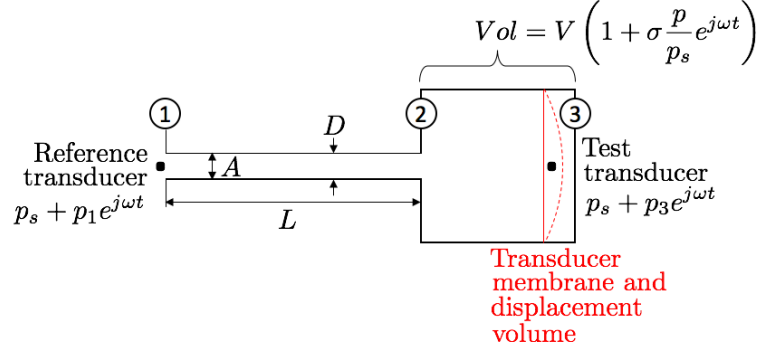 Vol = V (1 + σ p/p_s e^{jωt})
1
2
3
D
Reference
transducer
p_s + p_1e^{jωt}
A
L
Test
transducer
p_s + p_3e^{jωt}
Transducer
membrane and
displacement
volume